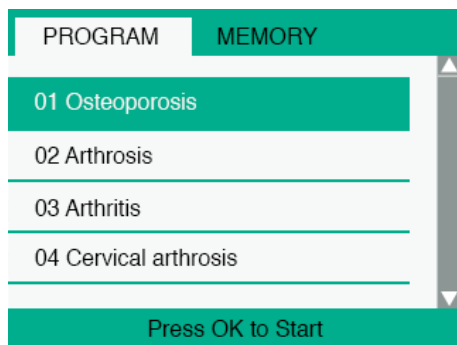 PROGRAM MEMORY
01 Osteoporosis
02 Arthrosis
03 Arthritis
04 Cervical arthrosis
Press OK to Start